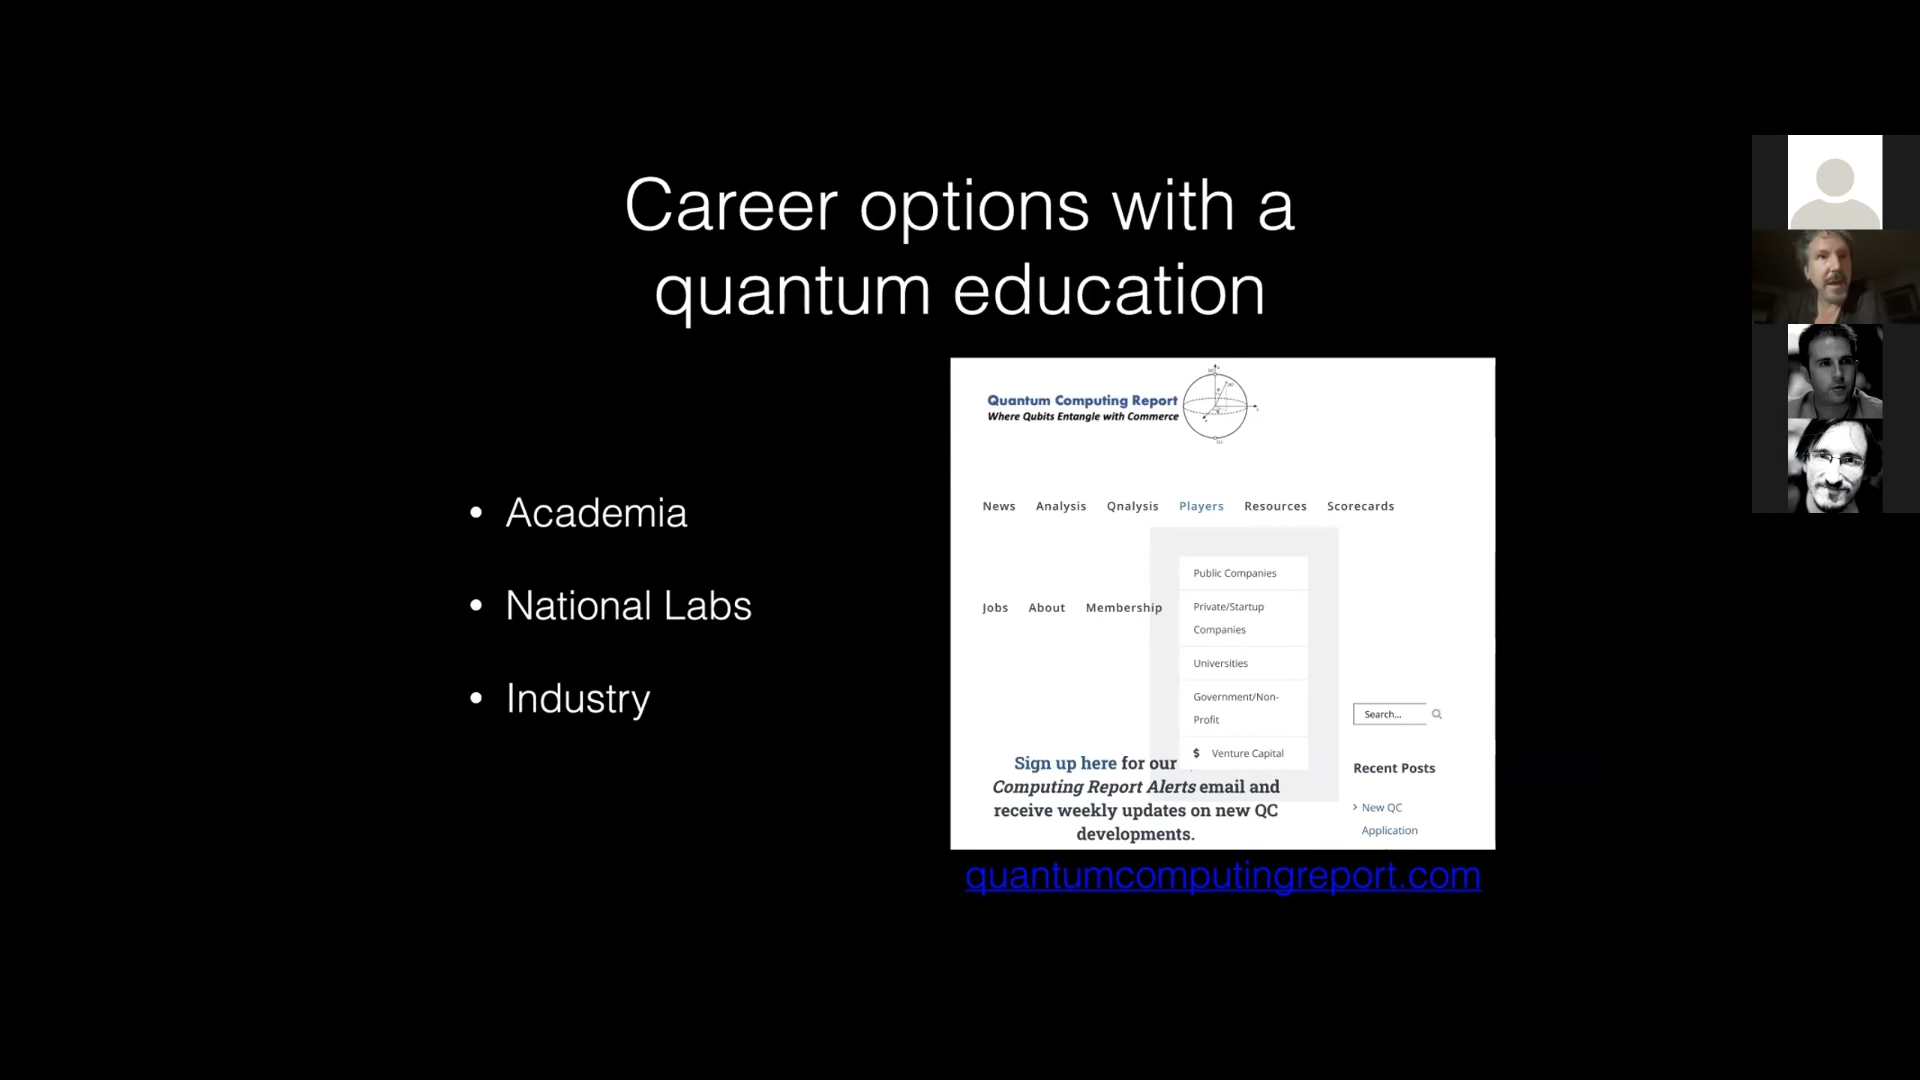 Career options with a
quantum education
• Academia
• National Labs
• Industry
Quantum Computing Report
Where Qubits Entangle with Commerce
News Analysis Qnalysis Players Resources Scorecards
Public Companies
Private/Startup
Companies
Universities
Government/Non-
Profit
$ Venture Capital
Jobs About Membership
Search...
Sign up here for our
Computing Report Alerts email and
receive weekly updates on new QC
developments.
Recent Posts
New QC
Application
quantumcomputingreport.com